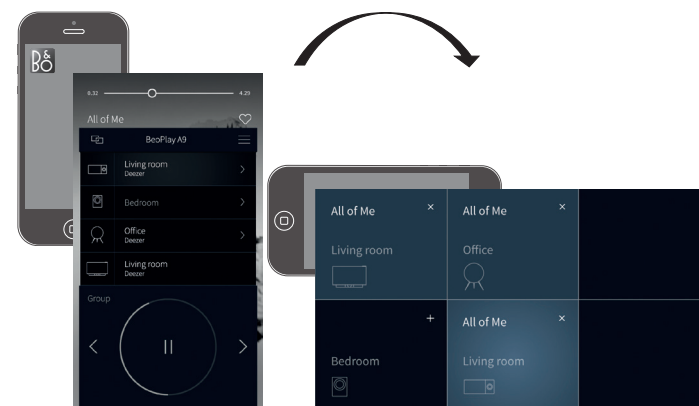 B&O
8.32
4.29
All of Me
BeoPlay A9
Living room
Deezer
Bedroom
Office
Deezer
Living room
Deezer
Group
All of Me ×
Living room
All of Me ×
Office
+
Bedroom
All of Me ×
Living room